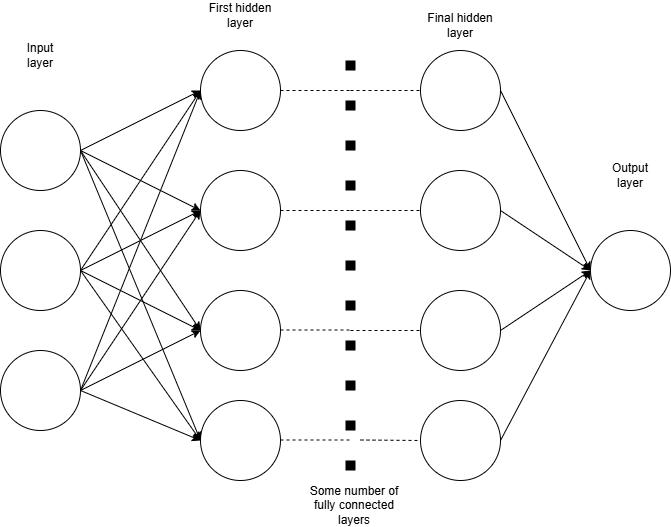 Input
layer
First hidden
layer
Final hidden
layer
Output
layer
Some number of
fully connected
layers